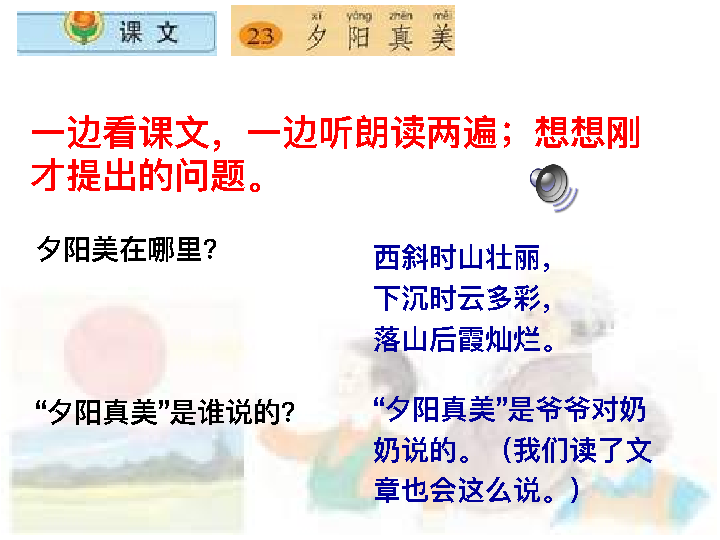 课文
xī yáng zhēn měi
23 夕阳真美
一边看课文，一边听朗读两遍；想想刚
才提出的问题。
夕阳美在哪里？
西斜时山壮丽，
下沉时云多彩，
落山后霞灿烂。
“夕阳真美”是谁说的？
“夕阳真美”是爷爷对奶
奶说的。（我们读了文
章也会这么说。）